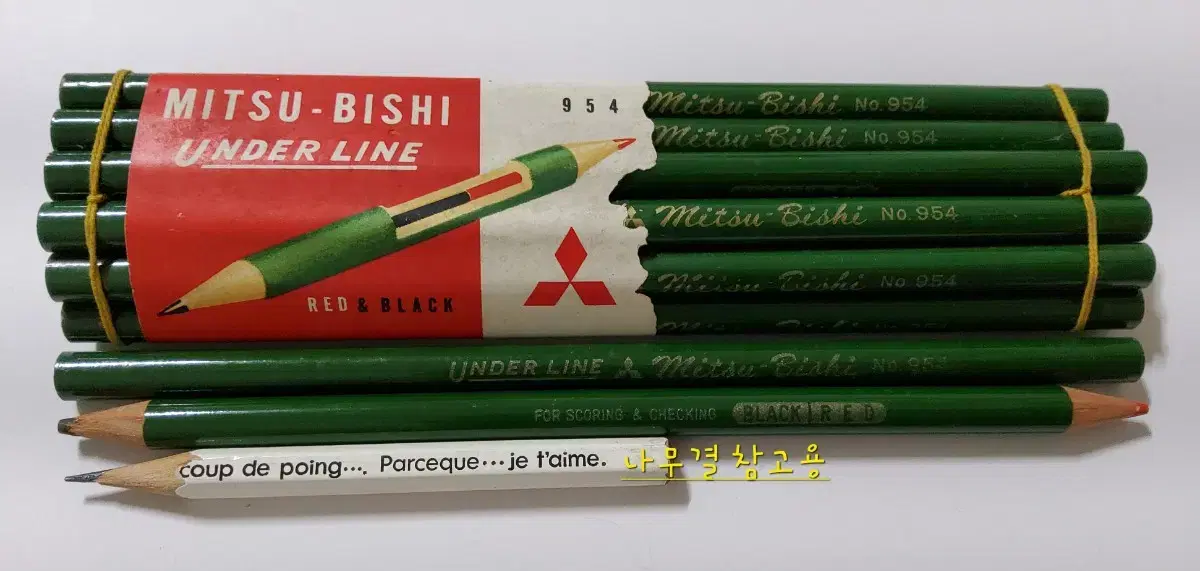 MITSU-BISHI
UNDER LINE
RED & BLACK
954
Mitsu-Bishi No.954
Mitsu-Bishi No.954
Mitsu-Bishi No.954
Mitsu-Bishi No.954
Mitsu-Bishi
UNDER LINE Mitsu-Bishi No.954
FOR SCORING & CHECKING BLACK RED
coup de poing.... Parceque...je t'aime. 나무결참고용